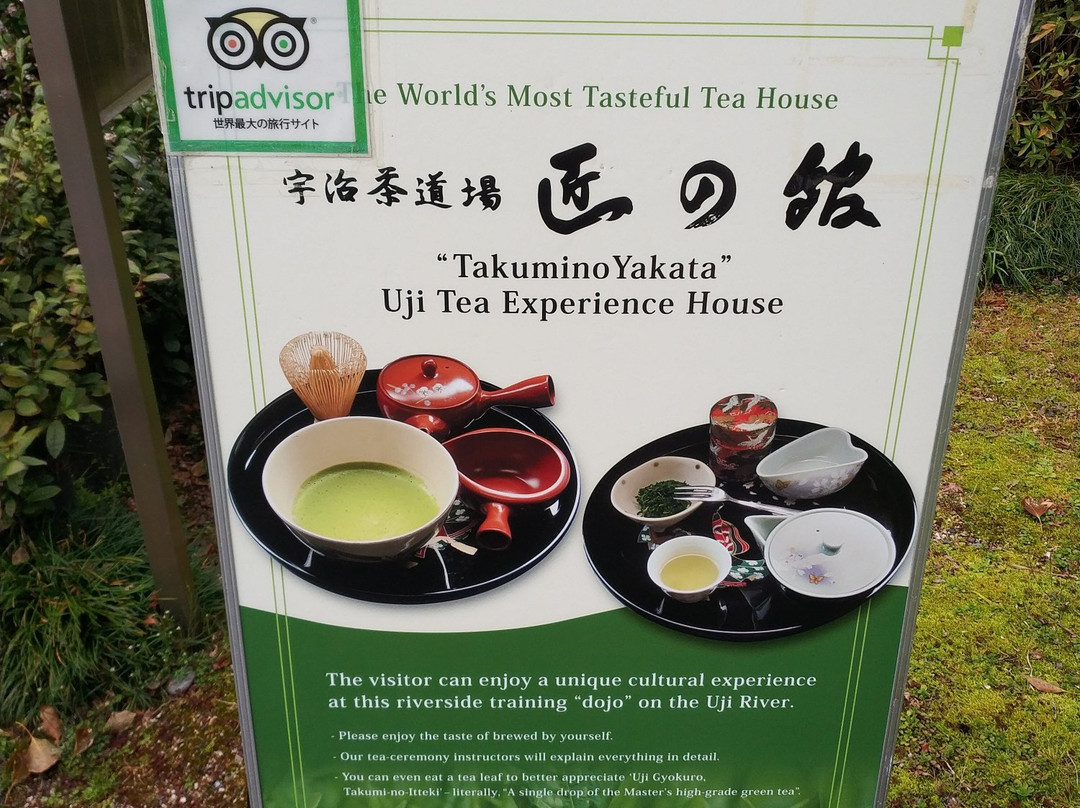 tripadvisor®
世界最大の旅行サイト
The World's Most Tasteful Tea House
宇治茶道場 匠の館
“TakuminoYakata”
Uji Tea Experience House
The visitor can enjoy a unique cultural experience
at this riverside training “dojo” on the Uji River.
- Please enjoy the taste of brewed by yourself.
- Our tea-ceremony instructors will explain everything in detail.
- You can even eat a tea leaf to better appreciate ‘Uji Gyokuro,
Takumi-no-Itteki’ – literally, “A single drop of the Master's high-grade green tea”.